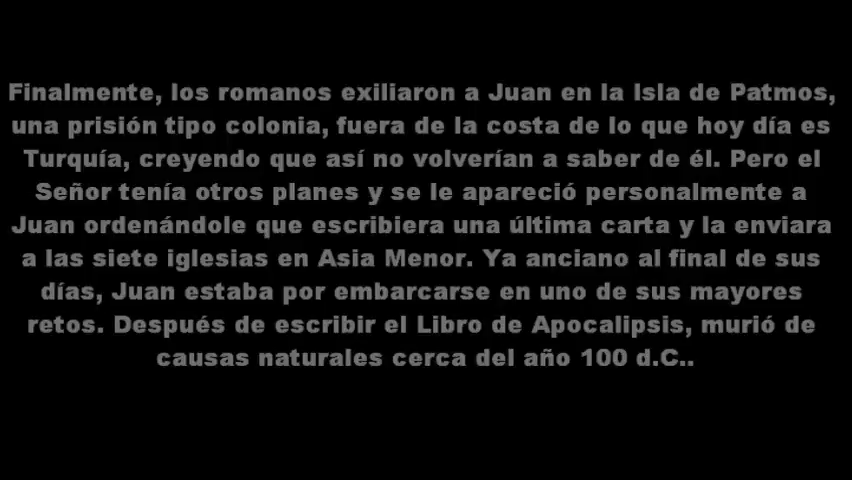 Finalmente, los romanos exiliaron a Juan en la Isla de Patmos,
una prisión tipo colonia, fuera de la costa de lo que hoy día es
Turquía, creyendo que así no volverían a saber de él. Pero el
Señor tenía otros planes y se le apareció personalmente a
Juan ordenándole que escribiera una última carta y la enviara
a las siete iglesias en Asia Menor. Ya anciano al final de sus
días, Juan estaba por embarcarse en uno de sus mayores
retos. Después de escribir el Libro de Apocalipsis, murió de
causas naturales cerca del año 100 d.C..